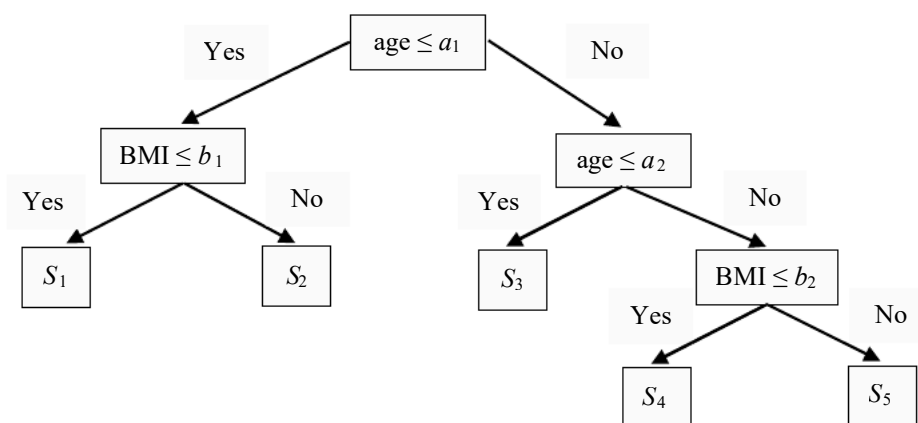 age ≤ a₁
Yes
No
BMI ≤ b₁
age ≤ a₂
Yes
No
Yes
No
S₁
S₂
S₃
BMI ≤ b₂
Yes
No
S₄
S₅